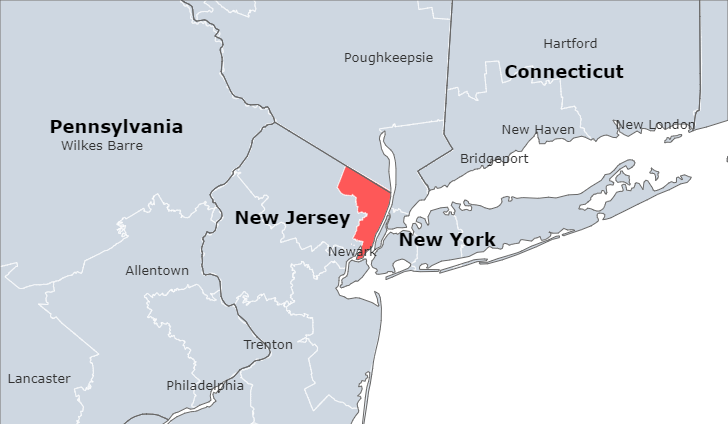 Hartford
Poughkeepsie
Connecticut
Pennsylvania
New London
New Haven
Wilkes Barre
Bridgeport
New Jersey
New York
Newark
Allentown
Trenton
Lancaster
Philadelphia